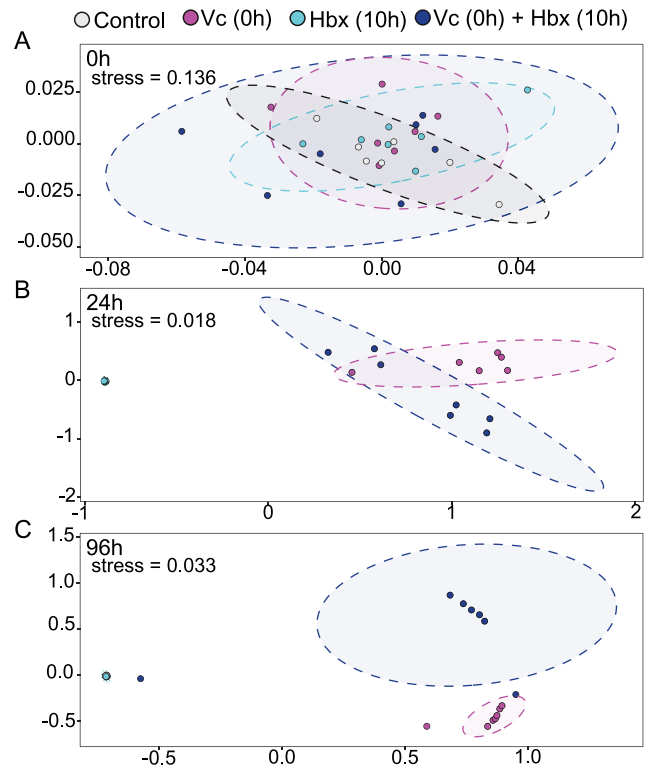 Control Vc (0h) Hbx (10h) Vc (0h) + Hbx (10h)
A
0h
stress = 0.136
0.025
0.000
-0.025
-0.050
-0.08 -0.04 0.00 0.04
B
24h
stress = 0.018
1
0
-1
-2
-1 0 1 2
C
96h
stress = 0.033
1.5
1.0
0.5
0.0
-0.5
-0.5 0.0 0.5 1.0